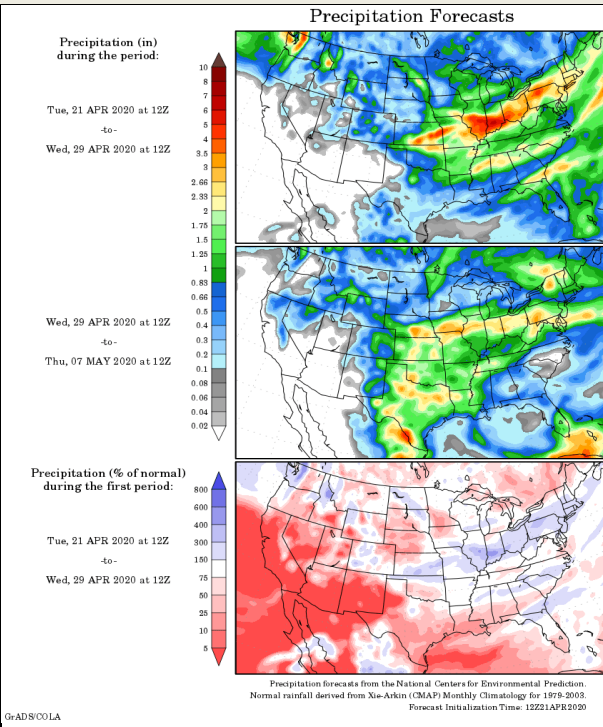 Precipitation Forecasts
Precipitation (in)
during the period:
Tue, 21 APR 2020 at 12Z
-to-
Wed, 29 APR 2020 at 12Z
10
8
7
6
5
4
3.5
3
2.66
2.33
2
1.75
1.5
1.25
1
0.83
0.66
0.5
0.4
0.3
0.2
0.1
0.08
0.06
0.04
0.02
Wed, 29 APR 2020 at 12Z
-to-
Thu, 07 MAY 2020 at 12Z
Precipitation (% of normal)
during the first period:
Tue, 21 APR 2020 at 12Z
-to-
Wed, 29 APR 2020 at 12Z
800
600
400
300
150
75
50
25
10
5
Precipitation forecasts from the National Centers for Environmental Prediction.
Normal rainfall derived from Xie-Arkin (CMAP) Monthly Climatology for 1979-2003.
Forecast Initialization Time: 12Z21APR2020
GrADS/COLA